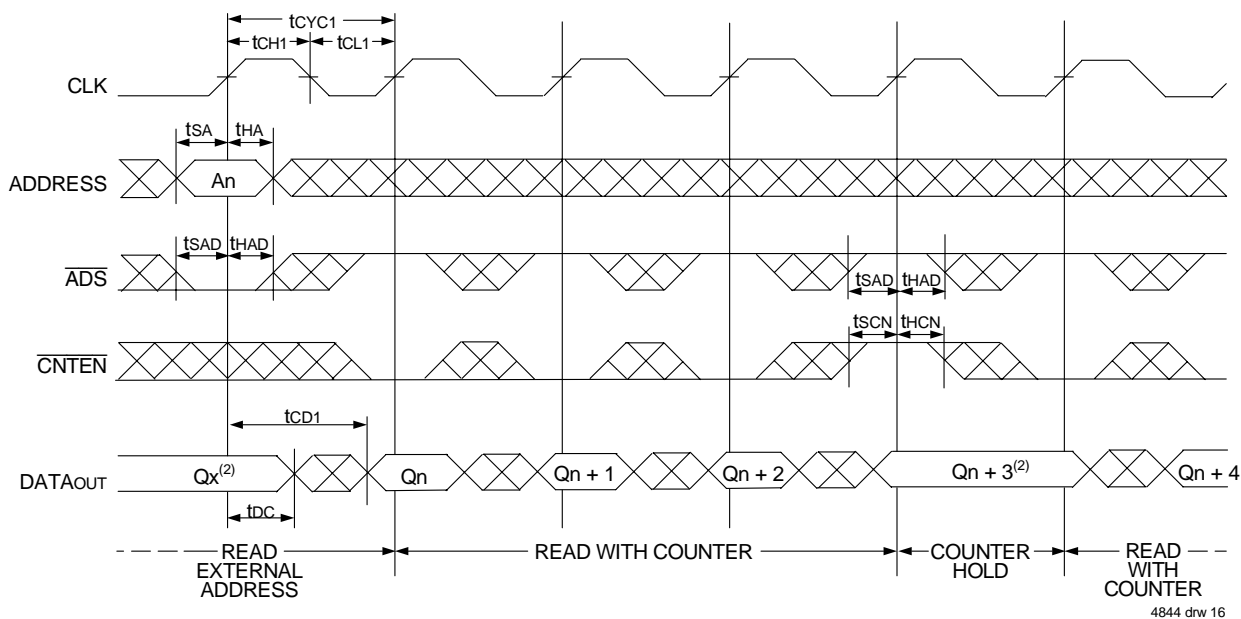 tCYC1
tCH1 tCL1
CLK
tSA tHA
ADDRESS An
tSAD tHAD
ADS
tSAD tHAD
tSCN tHCN
CNTEN
tCD1
DATAOUT Qx(2) Qn Qn + 1 Qn + 2 Qn + 3(2) Qn + 4
tDC
READ EXTERNAL ADDRESS
READ WITH COUNTER
COUNTER HOLD
READ WITH COUNTER
4844 drw 16